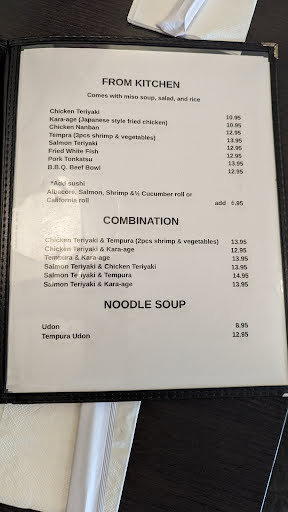 FROM KITCHEN
Comes with miso soup, salad, and rice
Chicken Teriyaki 10.95
Kara-age (Japanese style fried chicken) 10.95
Chicken Nanban 12.95
Tempra (3pcs shrimp & vegetables) 13.95
Salmon Teriyaki 12.95
Fried White Fish 12.95
Pork Tonkatsu 13.95
B.B.Q. Beef Bowl 12.95
*Add sushi
Albacore, Salmon, Shrimp &½ Cucumber roll or
California roll add 6.95
COMBINATION
Chicken Teriyaki & Tempura (2pcs shrimp & vegetables) 13.95
Chicken Teriyaki & Kara-age 12.95
Tempura & Kara-age 13.95
Salmon Teriyaki & Chicken Teriyaki 13.95
Salmon Teriyaki & Tempura 14.95
Salmon Teriyaki & Kara-age 13.95
NOODLE SOUP
Udon 8.95
Tempura Udon 12.95